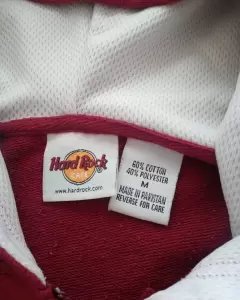 Hard Rock
CAFE
www.hardrock.com
60% COTTON
40% POLYESTER
M
MADE IN PAKISTAN
REVERSE FOR CARE